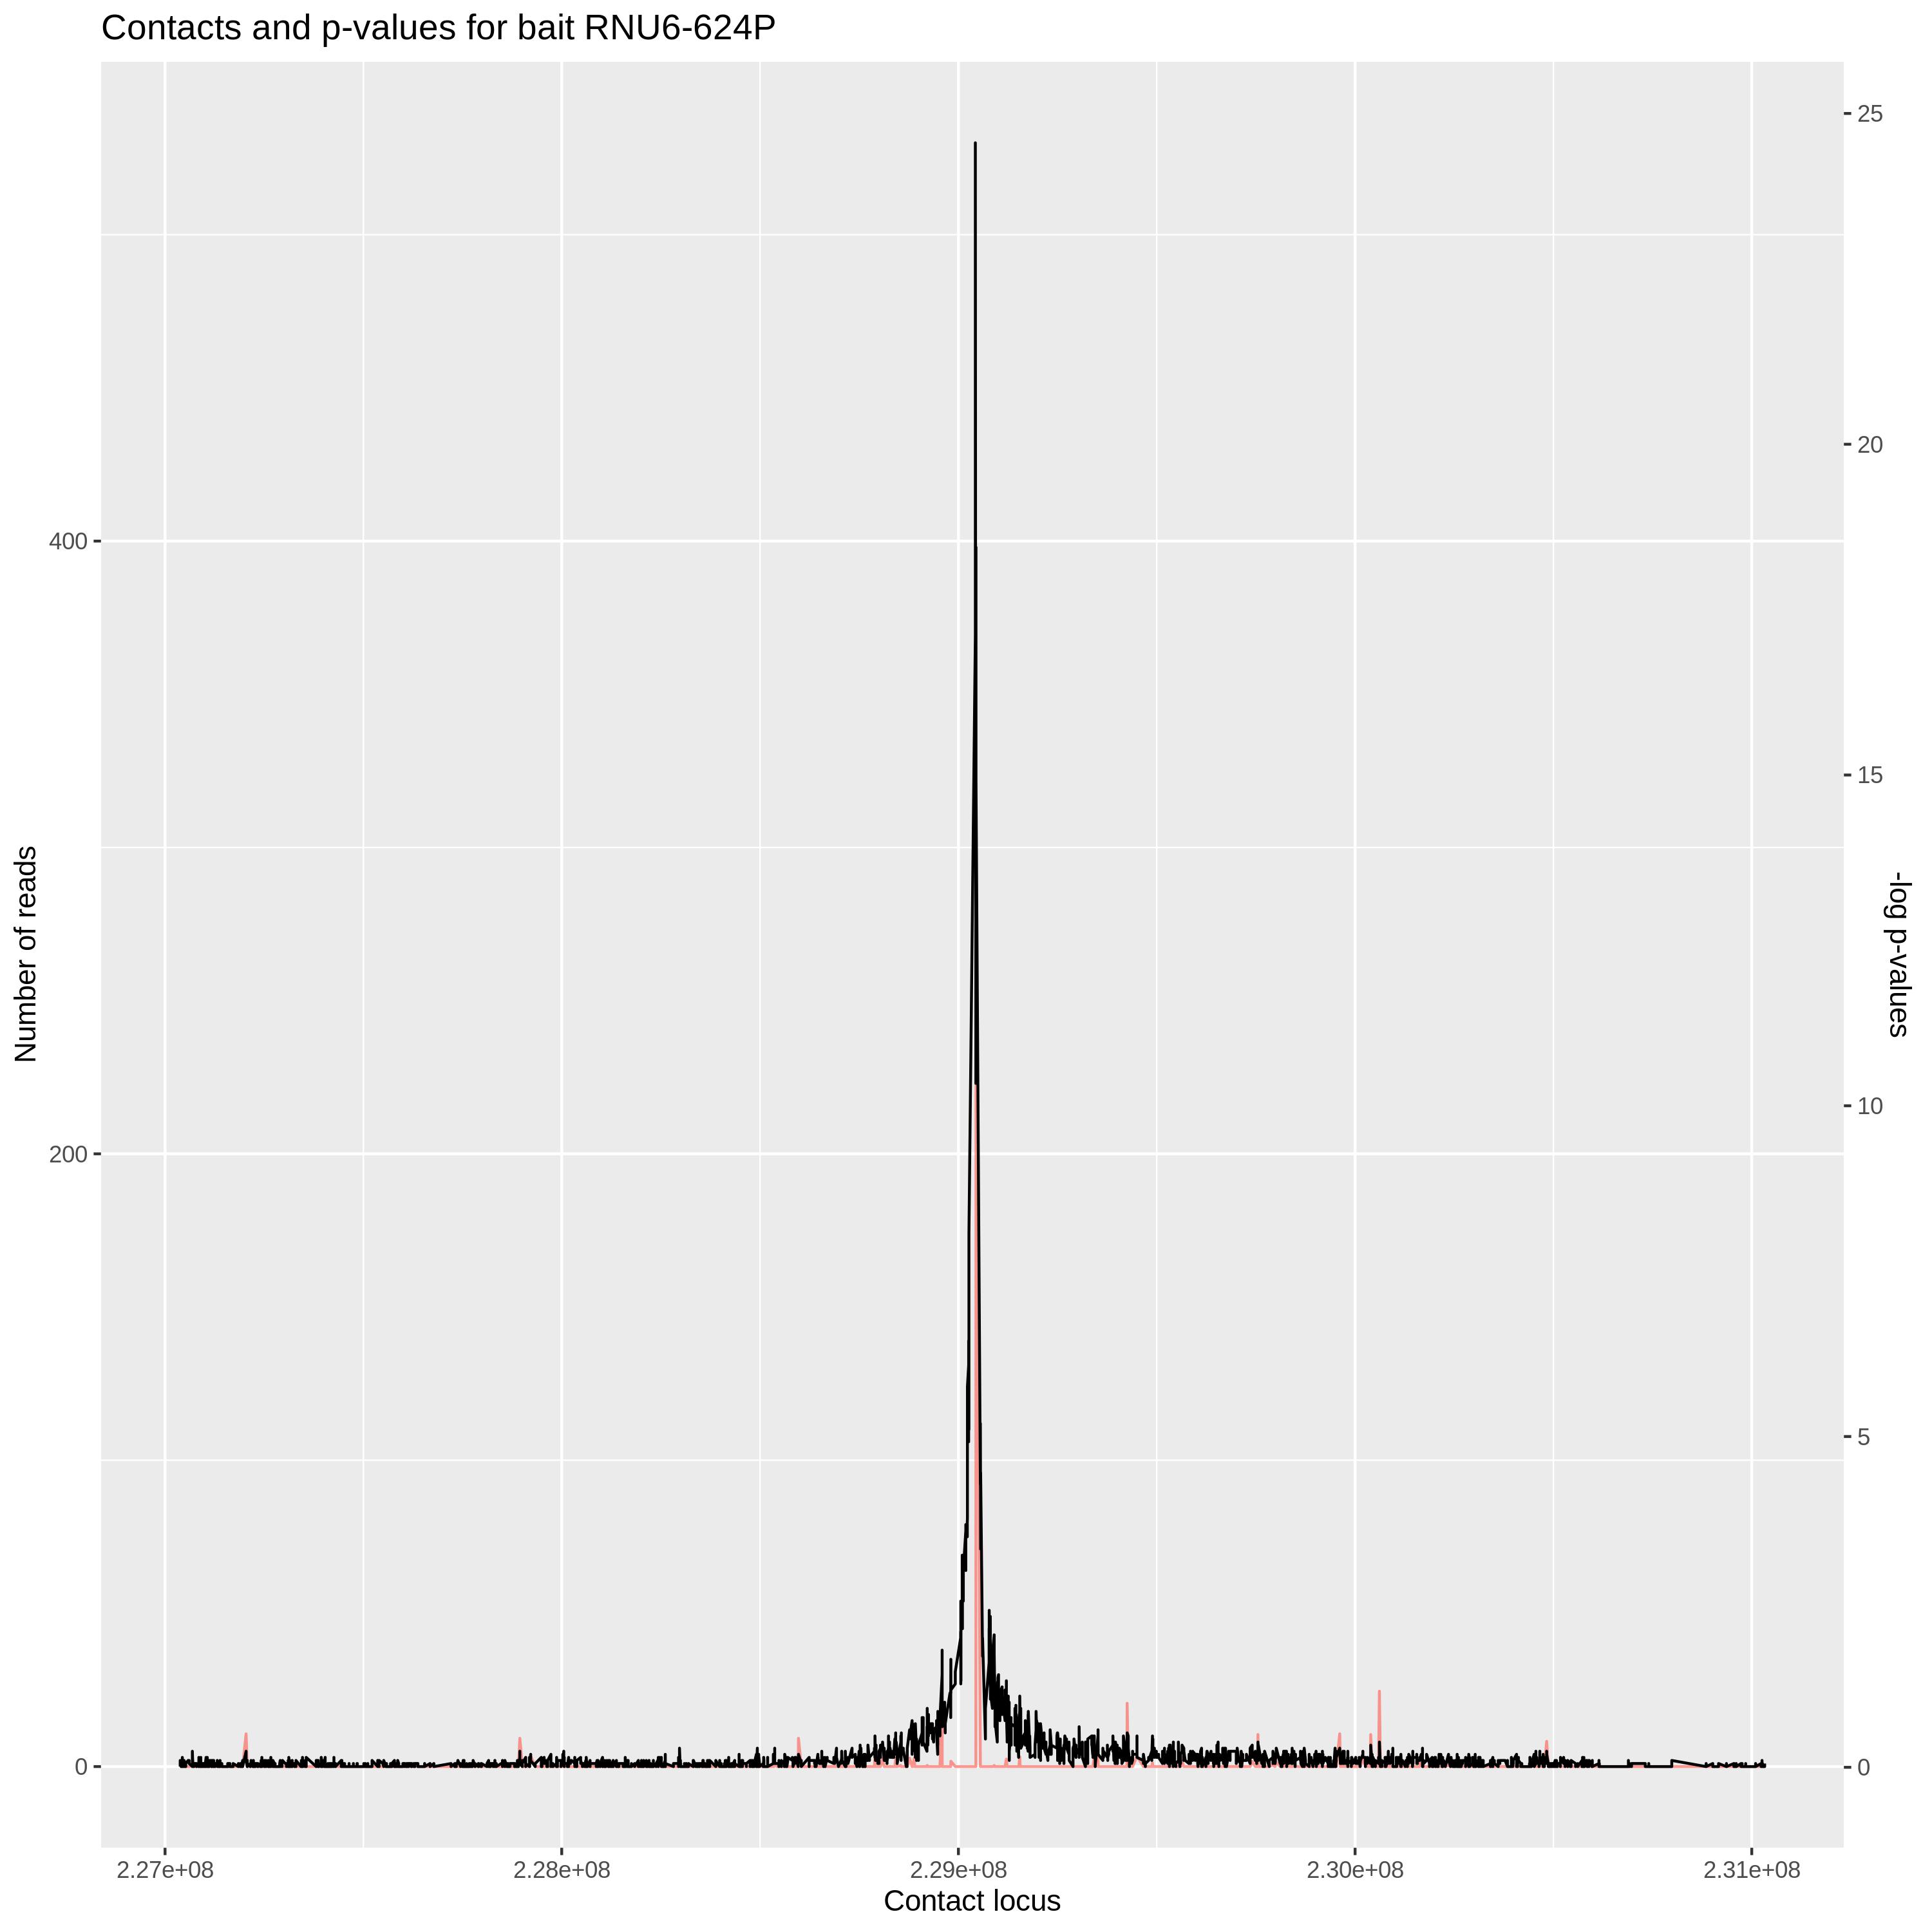 Contacts and p-values for bait RNU6-624P
25
20
400
15
Number of reads
-log p-values
10
200
5
0
0
2.27e+08 2.28e+08 2.29e+08 2.30e+08 2.31e+08
Contact locus